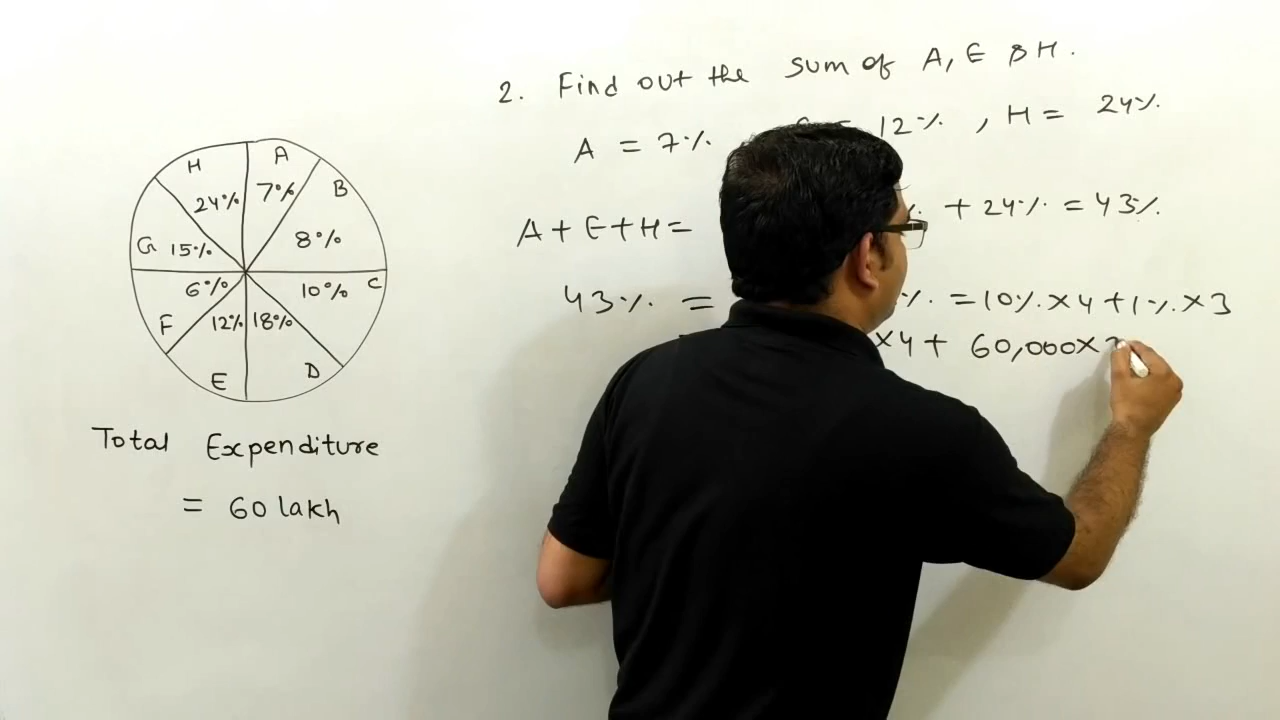 2. Find out the sum of A, E & H.
A = 7% = 12% , H = 24%
A+E+H= % + 24% = 43%
43% = % = 10% × 4 + 1% × 3
×4 + 60,000×
H
24%
A
7%
B
8%
G 15%
C
10%
6%
F
12%
18%
E
D
Total Expenditure
= 60 lakh